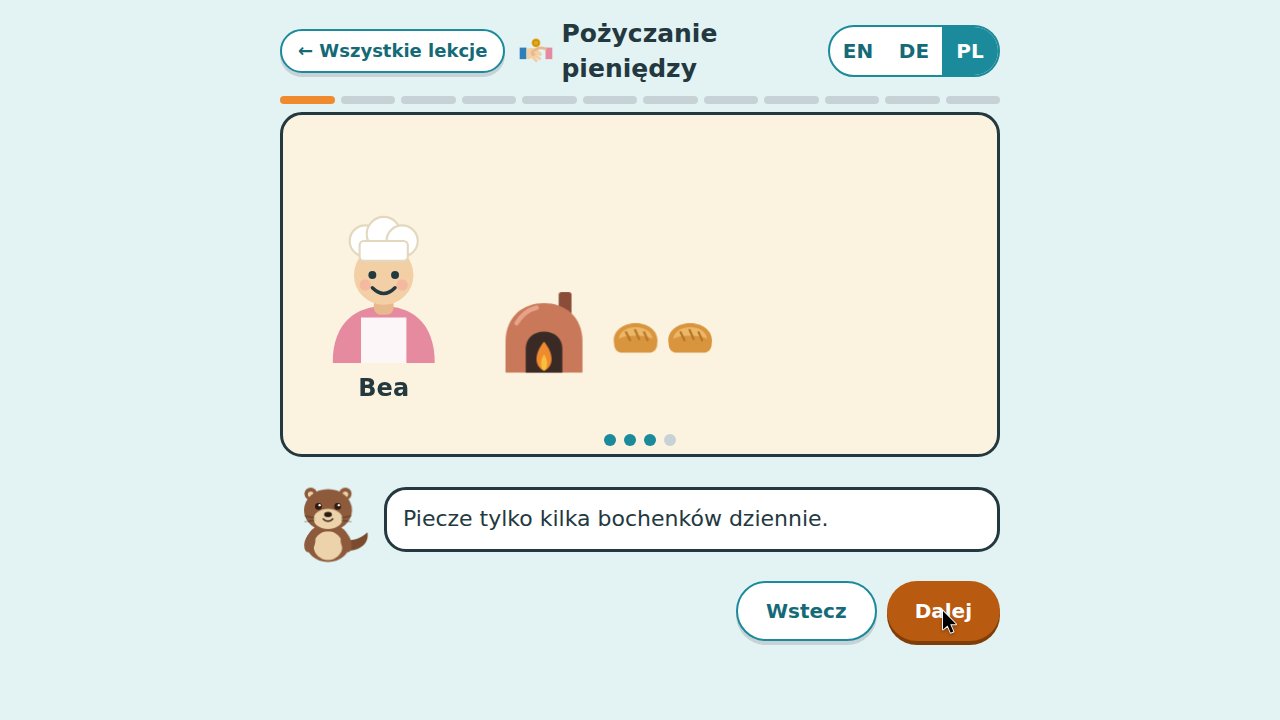 ← Wszystkie lekcje
Pożyczanie
pieniędzy
EN DE PL
Bea
Piecze tylko kilka bochenków dziennie.
Wstecz
Dalej